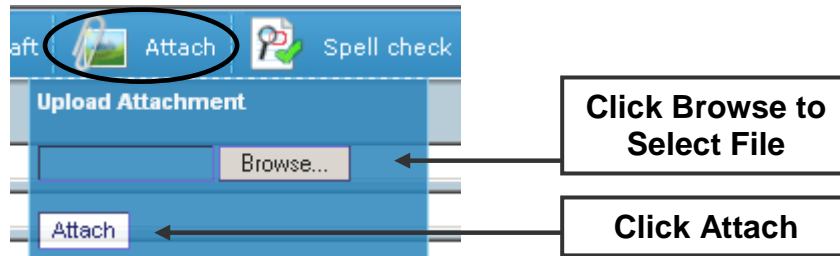 aft Attach Spell check
Upload Attachment
Browse...
Attach
Click Browse to
Select File
Click Attach